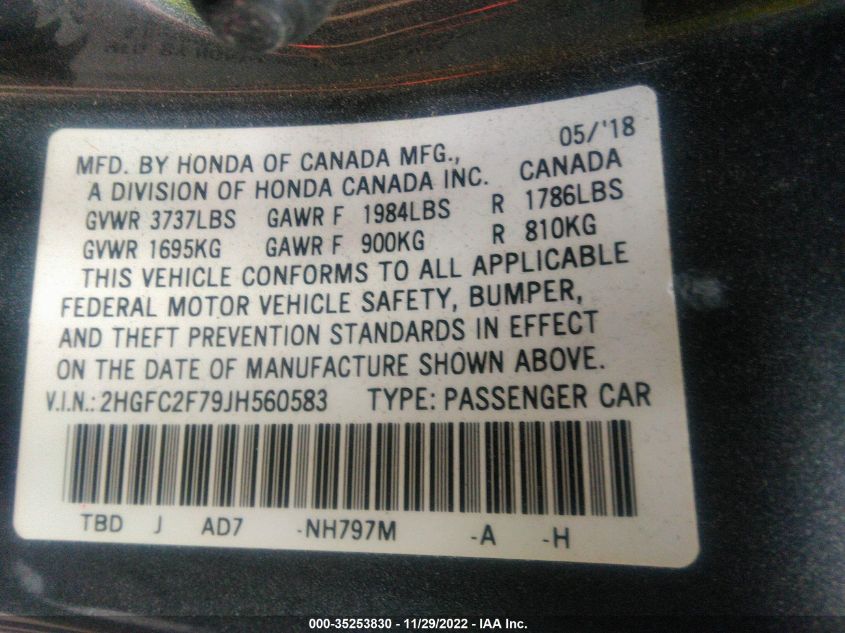 05/'18
MFD. BY HONDA OF CANADA MFG.,
A DIVISION OF HONDA CANADA INC. CANADA
GVWR 3737LBS GAWR F 1984LBS R 1786LBS
GVWR 1695KG GAWR F 900KG R 810KG
THIS VEHICLE CONFORMS TO ALL APPLICABLE
FEDERAL MOTOR VEHICLE SAFETY, BUMPER,
AND THEFT PREVENTION STANDARDS IN EFFECT
ON THE DATE OF MANUFACTURE SHOWN ABOVE.
V.I.N.: 2HGFC2F79JH560583 TYPE: PASSENGER CAR
TBD J AD7 -NH797M -A -H
000-35253830 - 11/29/2022 - IAA Inc.